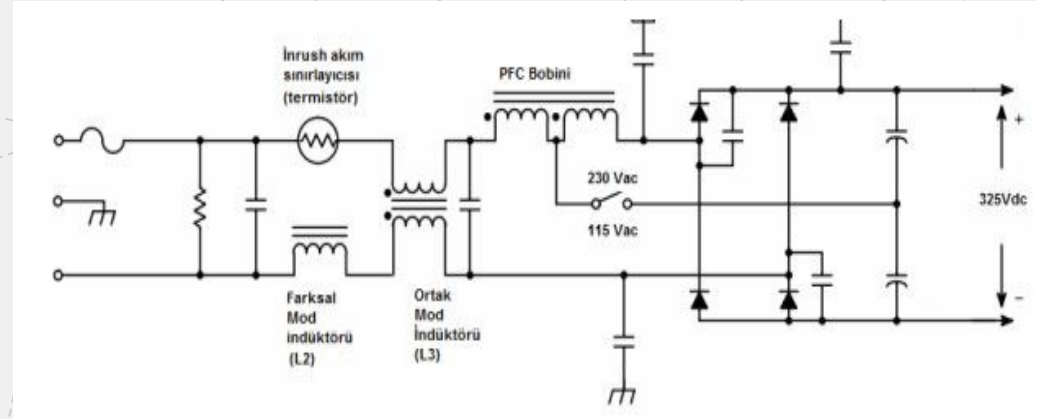 İnrush akım
sınırlayıcısı
(termistör)
PFC Bobini
230 Vac
115 Vac
+
325Vdc
−
Farksal
Mod
indüktörü
(L2)
Ortak
Mod
İndüktörü
(L3)